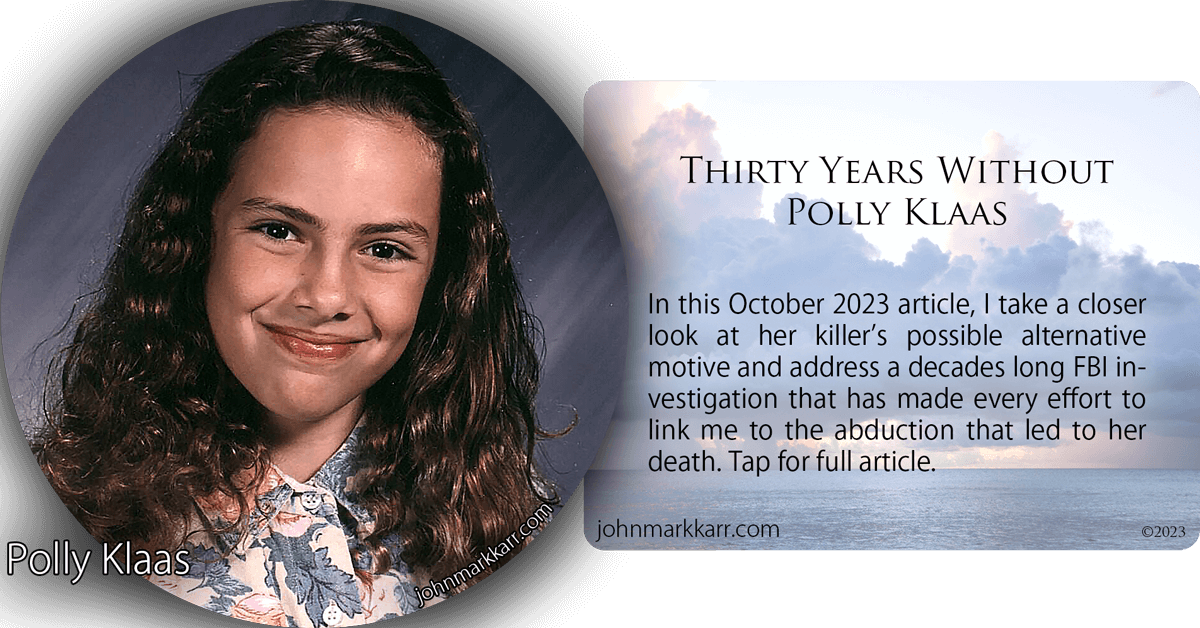 Polly Klaas
johnmarkkarr.com
Thirty Years Without
Polly Klaas
In this October 2023 article, I take a closer
look at her killer’s possible alternative
motive and address a decades long FBI in-
vestigation that has made every effort to
link me to the abduction that led to her
death. Tap for full article.
johnmarkkarr.com
©2023